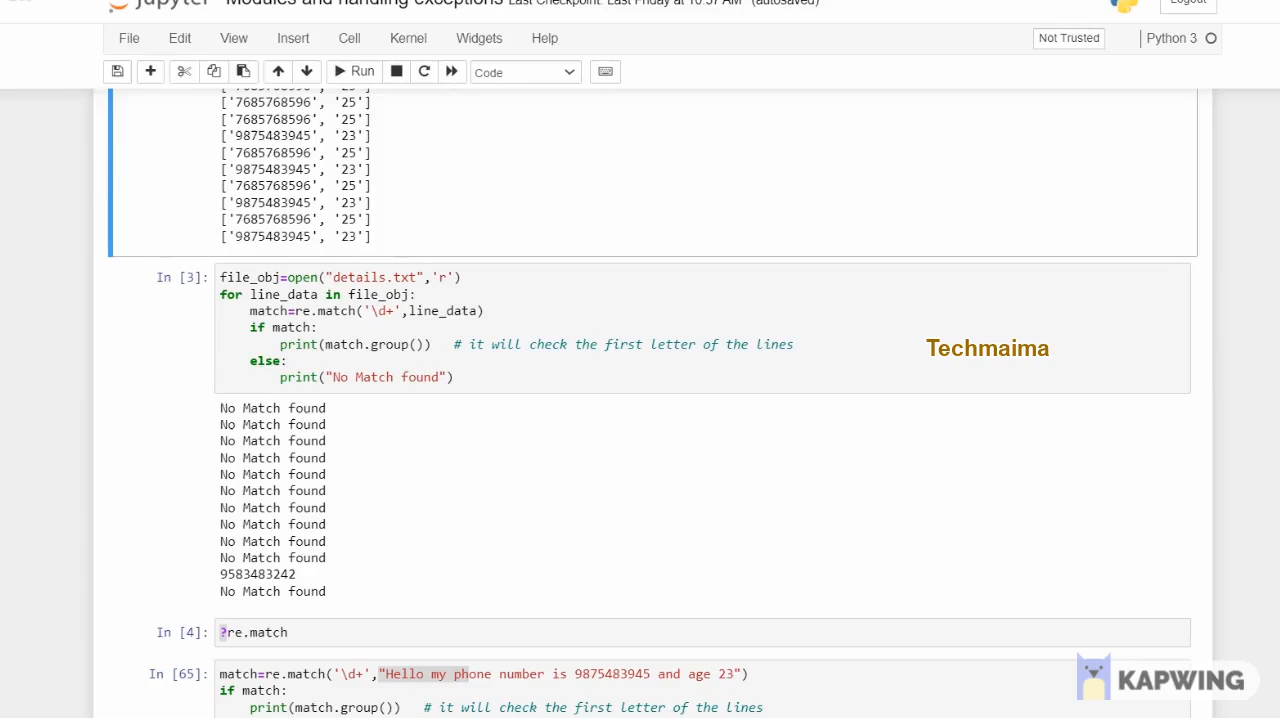 jupyter Modules and handling exceptions Last Checkpoint: Last Friday at 10:57 AM (autosaved) Logout
File Edit View Insert Cell Kernel Widgets Help Not Trusted Python 3
Run Code
['7685768596', '25']
['7685768596', '25']
['7685768596', '25']
['9875483945', '23']
['7685768596', '25']
['9875483945', '23']
['7685768596', '25']
['9875483945', '23']
['7685768596', '25']
['9875483945', '23']
In [3]: file_obj=open("details.txt",'r')
for line_data in file_obj:
match=re.match('\d+',line_data)
if match:
print(match.group()) # it will check the first letter of the lines
Techmaima
else:
print("No Match found")
No Match found
No Match found
No Match found
No Match found
No Match found
No Match found
No Match found
No Match found
No Match found
No Match found
9583483242
No Match found
In [4]: ?re.match
In [65]: match=re.match('\d+',"Hello my phone number is 9875483945 and age 23")
if match:
print(match.group()) # it will check the first letter of the lines
KAPWING